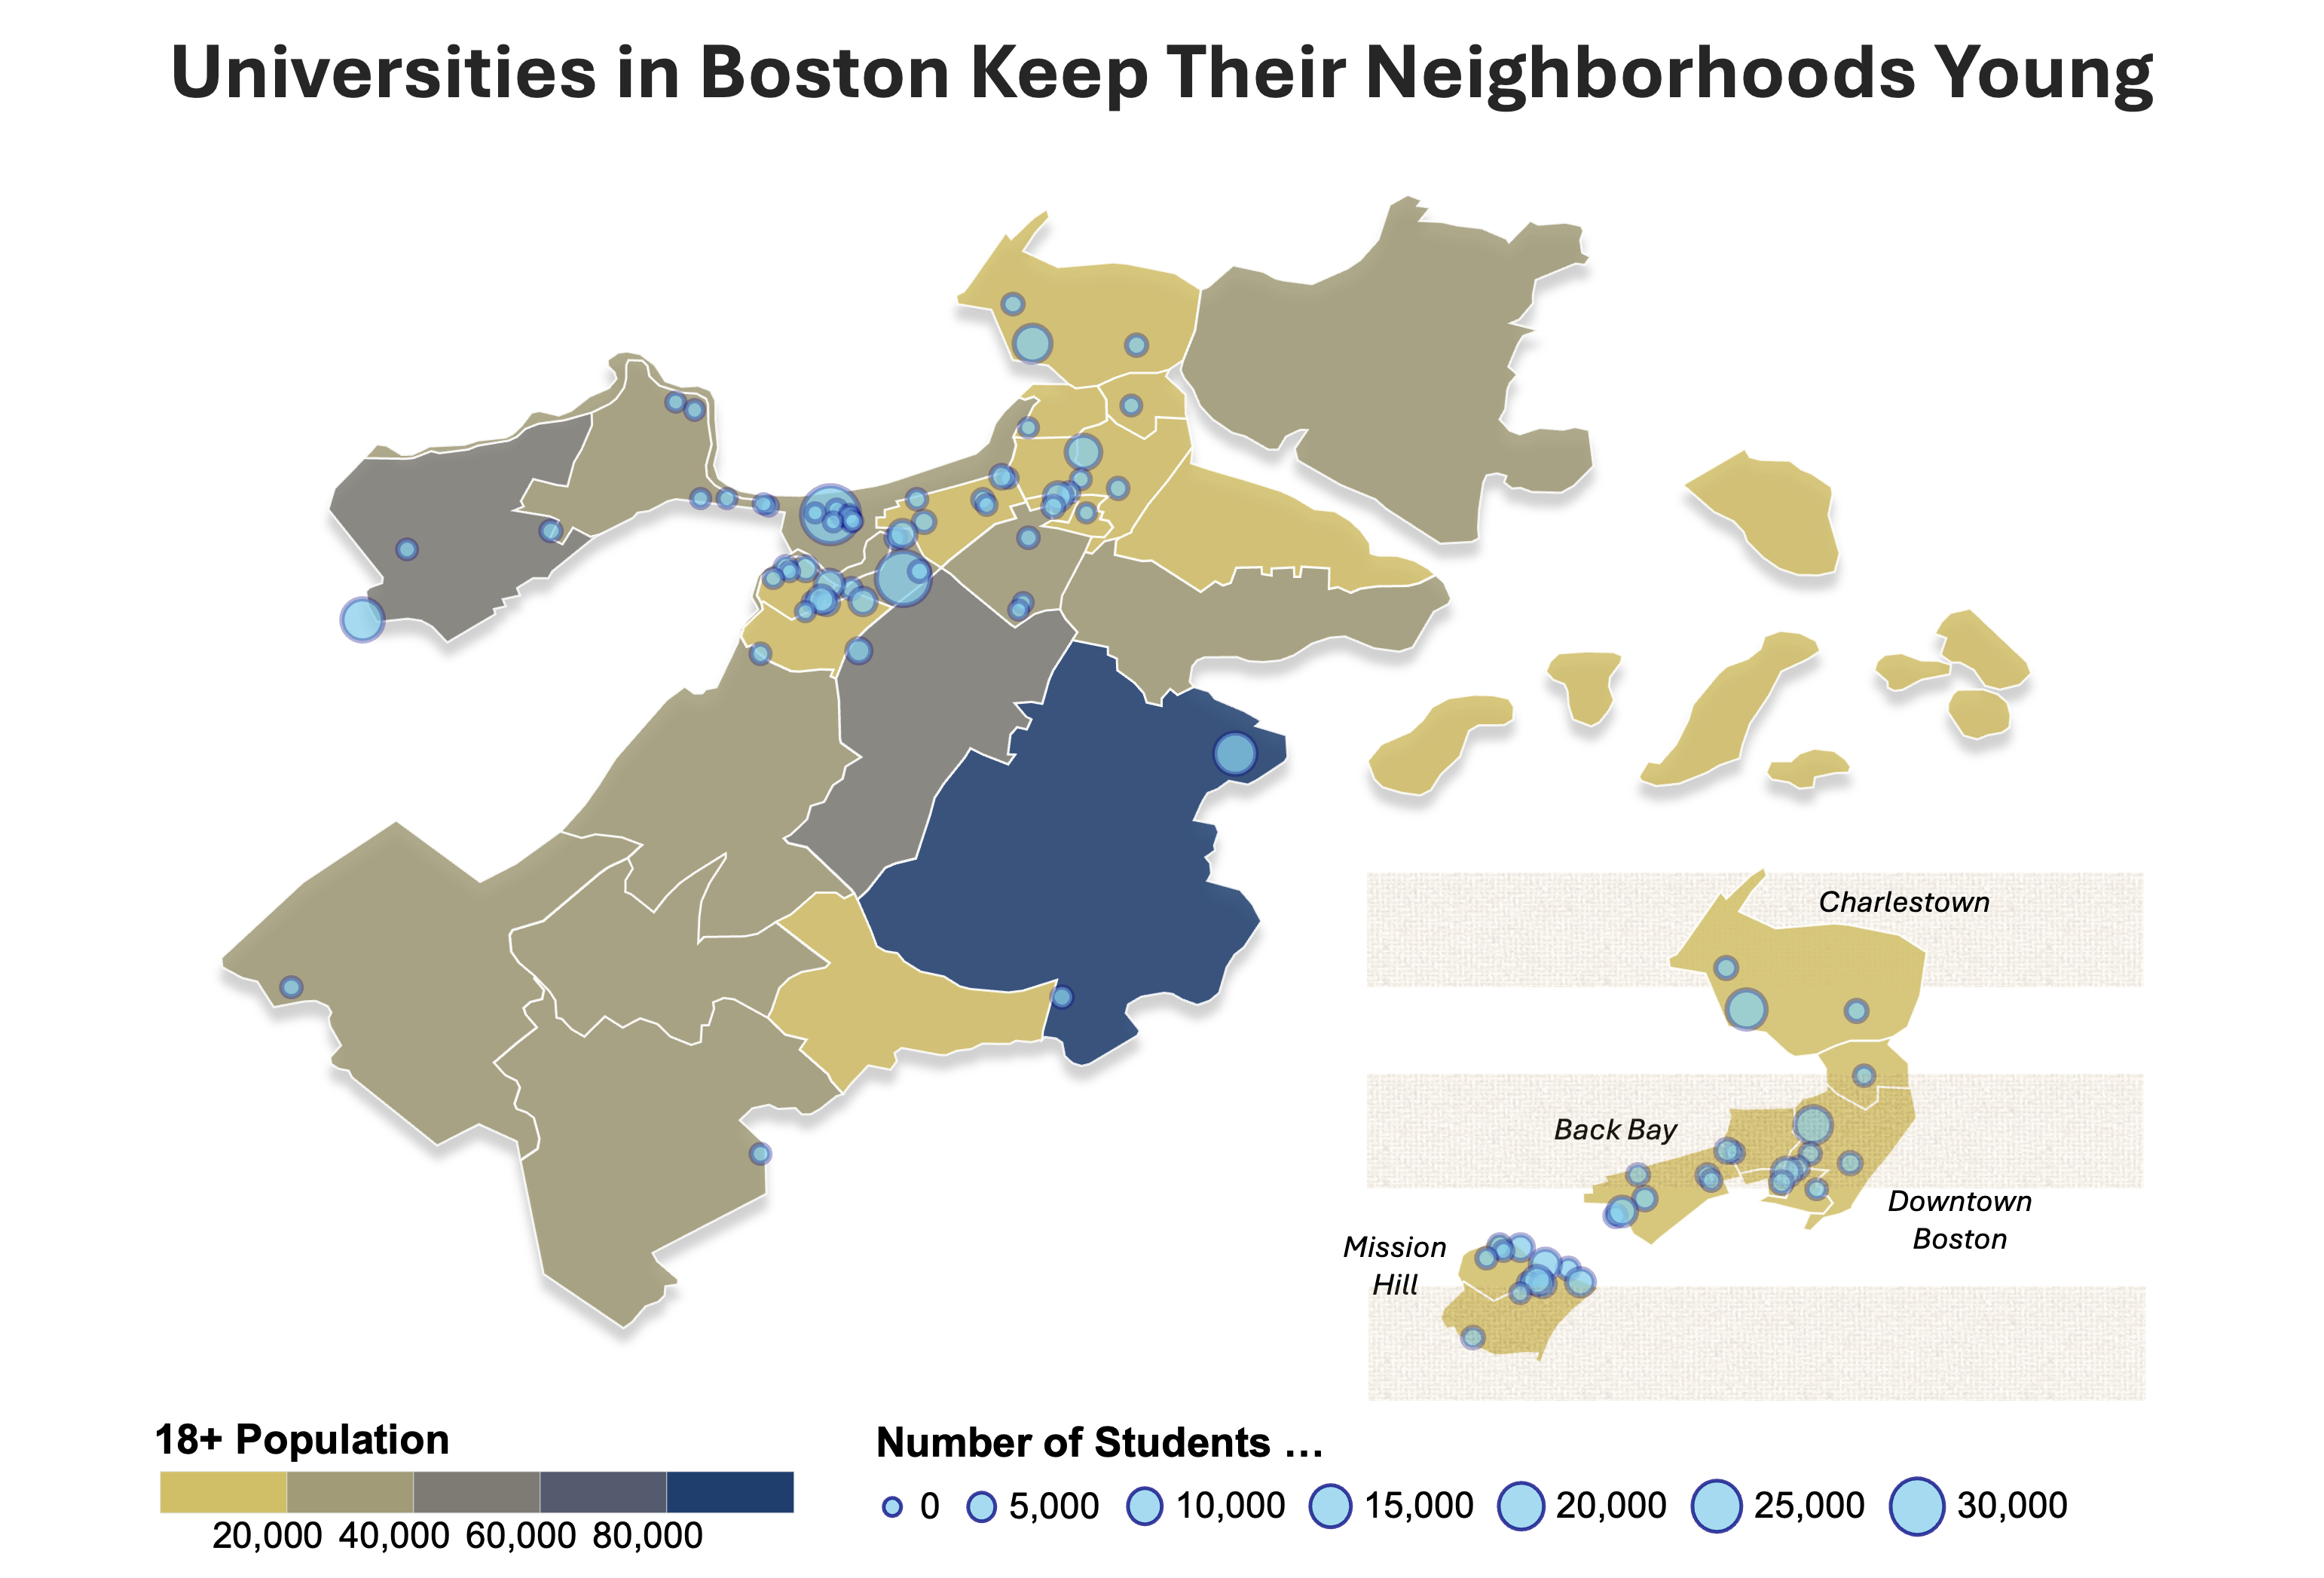 Universities in Boston Keep Their Neighborhoods Young
Charlestown
Back Bay
Downtown
Boston
Mission
Hill
18+ Population
20,000 40,000 60,000 80,000
Number of Students ...
0 5,000 10,000 15,000 20,000 25,000 30,000